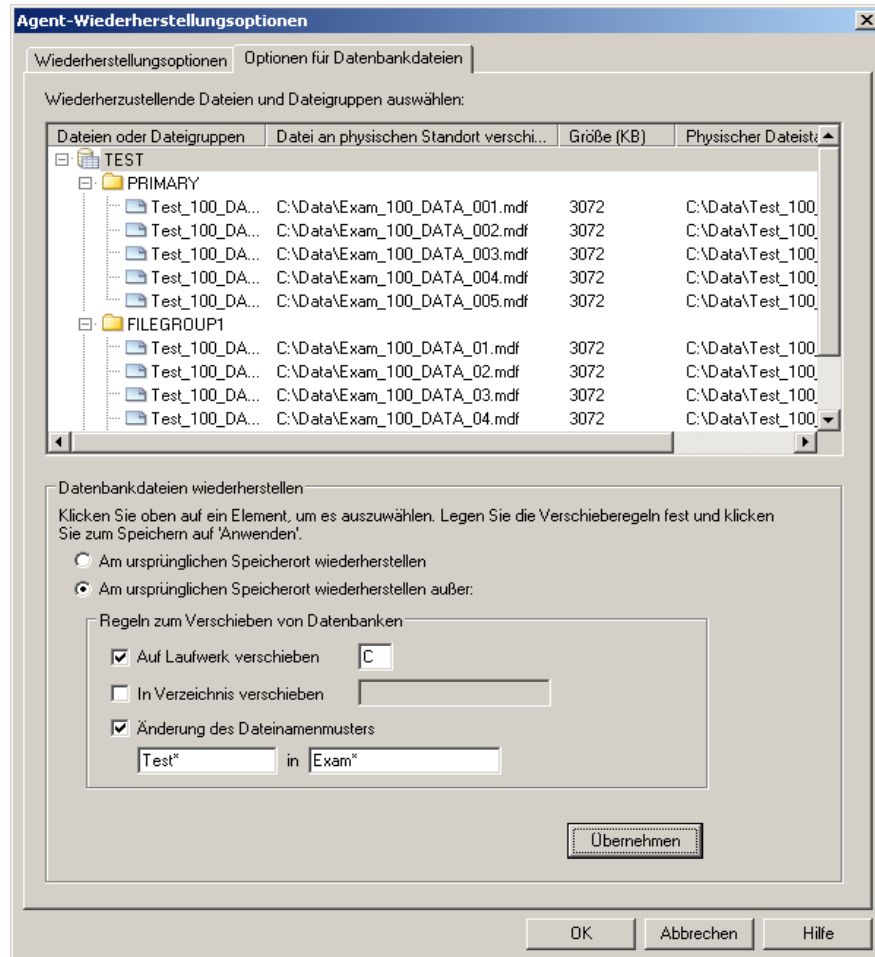 Agent-Wiederherstellungsoptionen
Wiederherstellungsoptionen Optionen für Datenbankdateien
Wiederherzustellende Dateien und Dateigruppen auswählen:
Dateien oder Dateigruppen Datei an physischen Standort verschi... Größe (KB) Physischer Dateista
TEST
PRIMARY
Test_100_DA... C:\Data\Exam_100_DATA_001.mdf 3072 C:\Data\Test_100_
Test_100_DA... C:\Data\Exam_100_DATA_002.mdf 3072 C:\Data\Test_100_
Test_100_DA... C:\Data\Exam_100_DATA_003.mdf 3072 C:\Data\Test_100_
Test_100_DA... C:\Data\Exam_100_DATA_004.mdf 3072 C:\Data\Test_100_
Test_100_DA... C:\Data\Exam_100_DATA_005.mdf 3072 C:\Data\Test_100_
FILEGROUP1
Test_100_DA... C:\Data\Exam_100_DATA_01.mdf 3072 C:\Data\Test_100_
Test_100_DA... C:\Data\Exam_100_DATA_02.mdf 3072 C:\Data\Test_100_
Test_100_DA... C:\Data\Exam_100_DATA_03.mdf 3072 C:\Data\Test_100_
Test_100_DA... C:\Data\Exam_100_DATA_04.mdf 3072 C:\Data\Test_100_
Datenbankdateien wiederherstellen
Klicken Sie oben auf ein Element, um es auszuwählen. Legen Sie die Verschieberegeln fest und klicken
Sie zum Speichern auf 'Anwenden'.
Am ursprünglichen Speicherort wiederherstellen
Am ursprünglichen Speicherort wiederherstellen außer:
Regeln zum Verschieben von Datenbanken
Auf Laufwerk verschieben C
In Verzeichnis verschieben
Änderung des Dateinamenmusters
Test* in Exam*
Übernehmen
OK Abbrechen Hilfe